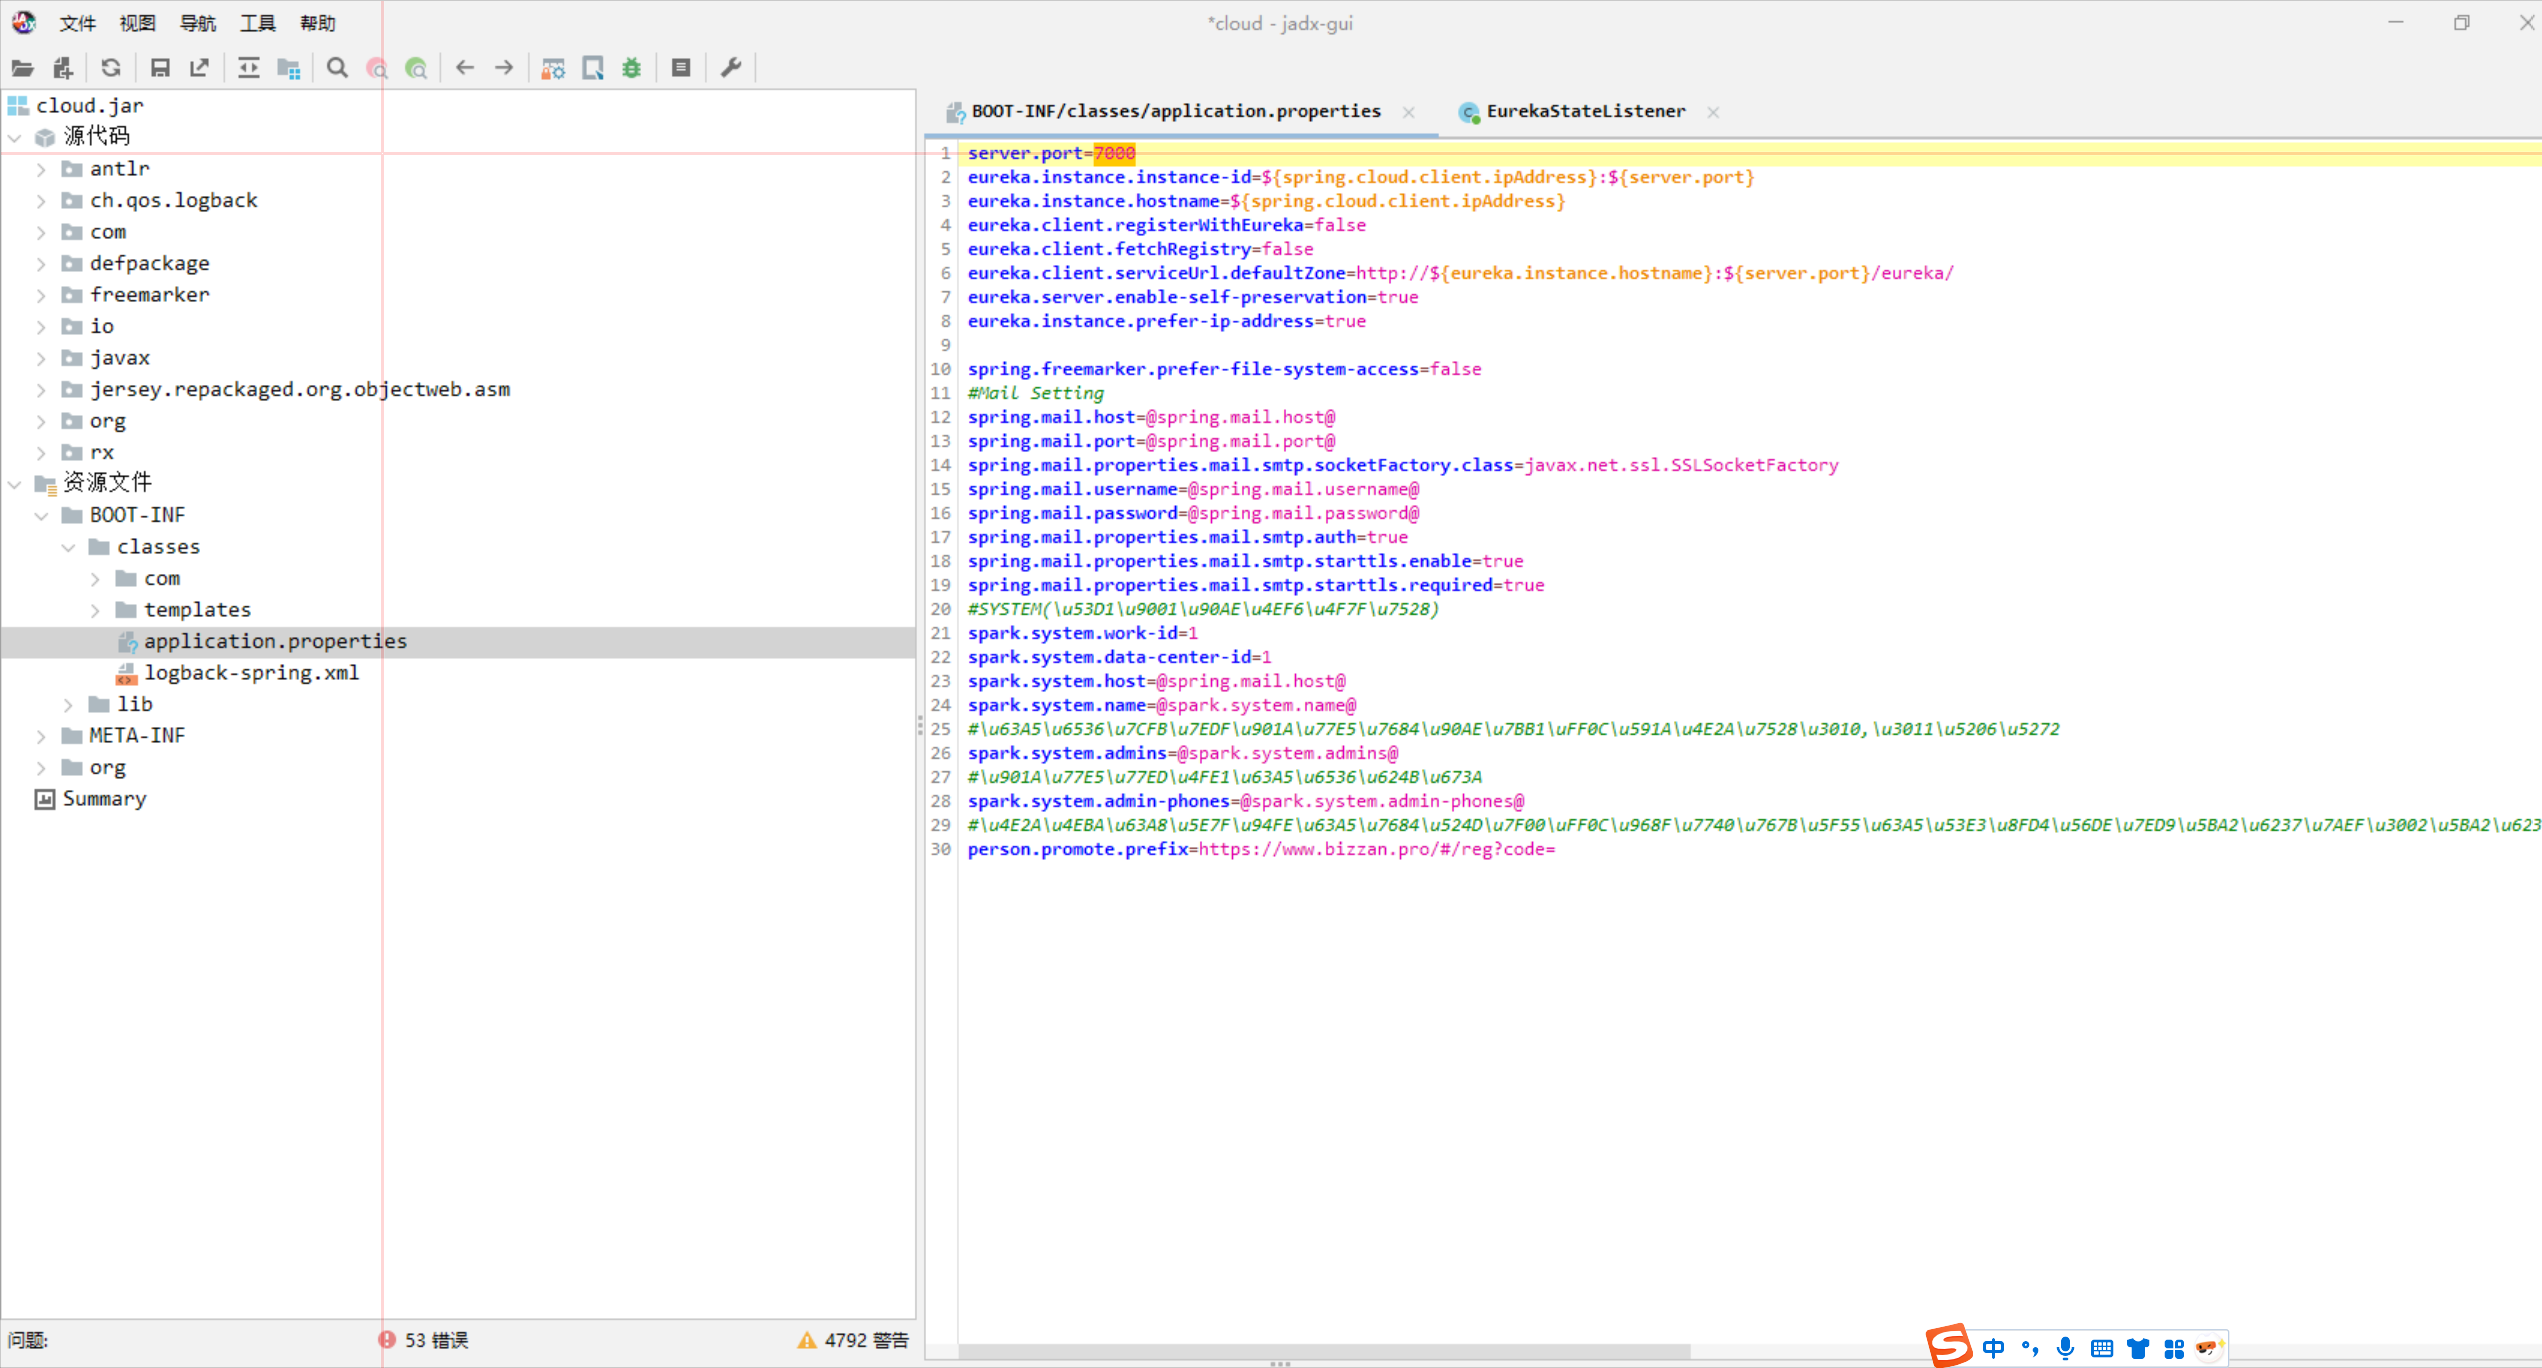 文件 视图 导航 工具 帮助
*cloud - jadx-gui
cloud.jar
源代码
antlr
ch.qos.logback
com
defpackage
freemarker
io
javax
jersey.repackaged.org.objectweb.asm
org
rx
资源文件
BOOT-INF
classes
com
templates
application.properties
logback-spring.xml
lib
META-INF
org
Summary
问题:
53 错误
4792 警告
BOOT-INF/classes/application.properties
EurekaStateListener
1 server.port=7000
2 eureka.instance.instance-id=${spring.cloud.client.ipAddress}:${server.port}
3 eureka.instance.hostname=${spring.cloud.client.ipAddress}
4 eureka.client.registerWithEureka=false
5 eureka.client.fetchRegistry=false
6 eureka.client.serviceUrl.defaultZone=http://${eureka.instance.hostname}:${server.port}/eureka/
7 eureka.server.enable-self-preservation=true
8 eureka.instance.prefer-ip-address=true
9
10 spring.freemarker.prefer-file-system-access=false
11 #Mail Setting
12 spring.mail.host=@spring.mail.host@
13 spring.mail.port=@spring.mail.port@
14 spring.mail.properties.mail.smtp.socketFactory.class=javax.net.ssl.SSLSocketFactory
15 spring.mail.username=@spring.mail.username@
16 spring.mail.password=@spring.mail.password@
17 spring.mail.properties.mail.smtp.auth=true
18 spring.mail.properties.mail.smtp.starttls.enable=true
19 spring.mail.properties.mail.smtp.starttls.required=true
20 #SYSTEM(\u53D1\u9001\u90AE\u4EF6\u4F7F\u7528)
21 spark.system.work-id=1
22 spark.system.data-center-id=1
23 spark.system.host=@spring.mail.host@
24 spark.system.name=@spark.system.name@
25 #\u63A5\u6536\u7CFB\u7EDF\u901A\u77E5\u7684\u90AE\u7BB1\uFF0C\u591A\u4E2A\u7528\u3010,\u3011\u5206\u5272
26 spark.system.admins=@spark.system.admins@
27 #\u901A\u77E5\u77ED\u4FE1\u63A5\u6536\u624B\u673A
28 spark.system.admin-phones=@spark.system.admin-phones@
29 #\u4E2A\u4EBA\u63A8\u5E7F\u94FE\u63A5\u7684\u524D\u7F00\uFF0C\u968F\u7740\u767B\u5F55\u63A5\u53E3\u8FD4\u56DE\u7ED9\u5BA2\u6237\u7AEF\u3002\u5BA2\u623
30 person.promote.prefix=https://www.bizzan.pro/#/reg?code=
中